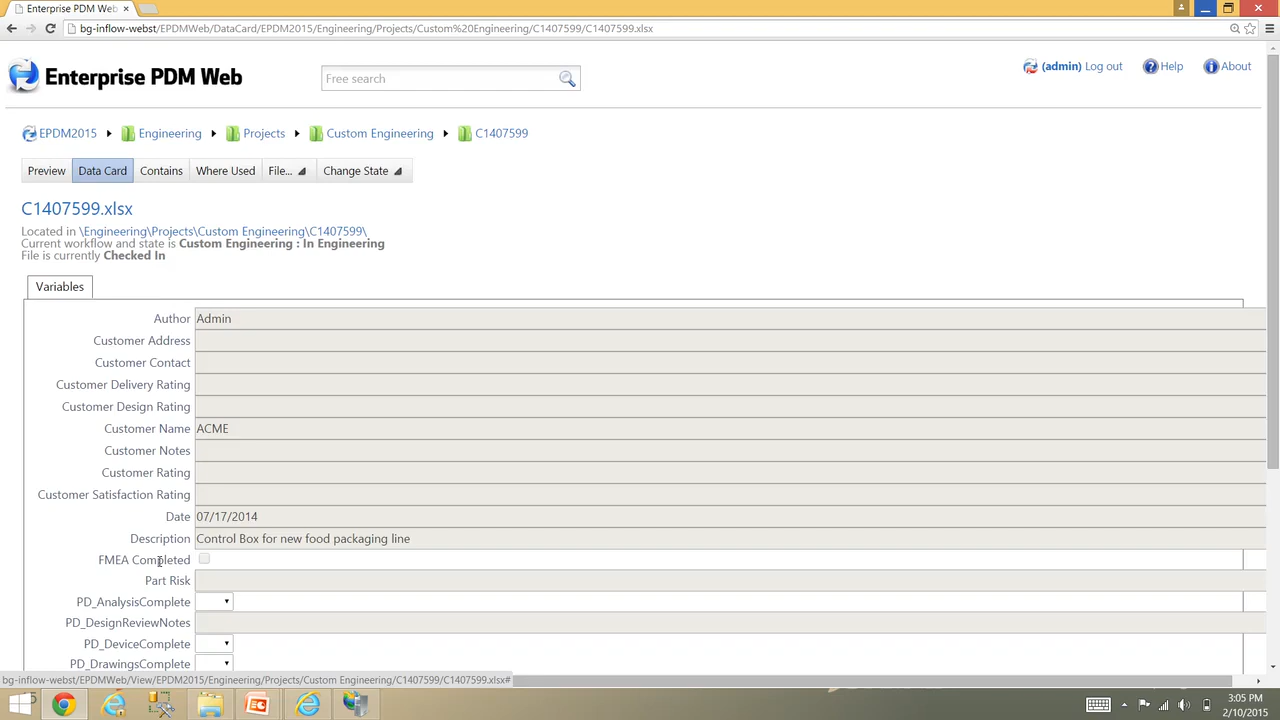 Enterprise PDM Web ×
bg-inflow-webst/EPDMWeb/DataCard/EPDM2015/Engineering/Projects/Custom%20Engineering/C1407599/C1407599.xlsx
Enterprise PDM Web
Free search
(admin) Log out
Help
About
EPDM2015
Engineering
Projects
Custom Engineering
C1407599
Preview
Data Card
Contains
Where Used
File...
Change State
C1407599.xlsx
Located in \Engineering\Projects\Custom Engineering\C1407599\
Current workflow and state is Custom Engineering : In Engineering
File is currently Checked In
Variables
Author Admin
Customer Address
Customer Contact
Customer Delivery Rating
Customer Design Rating
Customer Name ACME
Customer Notes
Customer Rating
Customer Satisfaction Rating
Date 07/17/2014
Description Control Box for new food packaging line
FMEA Completed
Part Risk
PD_AnalysisComplete
PD_DesignReviewNotes
PD_DeviceComplete
PD_DrawingsComplete
bg-inflow-webst/EPDMWeb/View/EPDM2015/Engineering/Projects/Custom Engineering/C1407599/C1407599.xlsx#
3:05 PM
2/10/2015